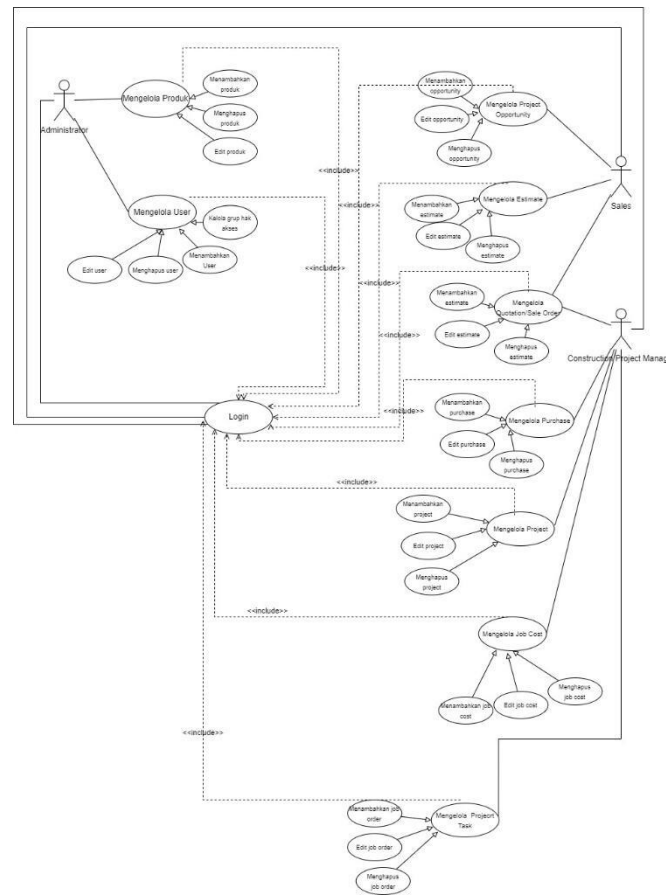 Menambahkan
produk
Mengelola Produk
Menghapus
produk
Edit produk
Administrator
Mengelola User
Kalola grup hak
akses
Menambahkan
User
Edit user
Menghapus user
Menambahkan
opportunity
Edit opportunity
Mengelola Project
Opportunity
Menghapus
opportunity
<<include>>
<<include>>
Sales
Mengelola Estimate
Menambahkan
estimate
Edit
estimate
Menghapus
estimate
<<include>>
<<include>>
Menambahkan
estimate
Mengelola
Quotation/Sale Order
Edit estimate
Menghapus
estimate
<<include>>
<<include>>
Construction Project Manag
Login
Menambahkan
purchase
Mengelola Purchase
Edit purchase
Menghapus
purchase
<<include>>
<<include>>
Menambahkan
project
Mengelola Project
Edit project
Menghapus
project
<<include>>
Mengelola Job Cost
Menghapus
job cost
Menambahkan job
cost
Edit job cost
<<include>>
Menambahkan job
order
Mengelola Projecrt
Task
Edit job order
Menghapus
job order